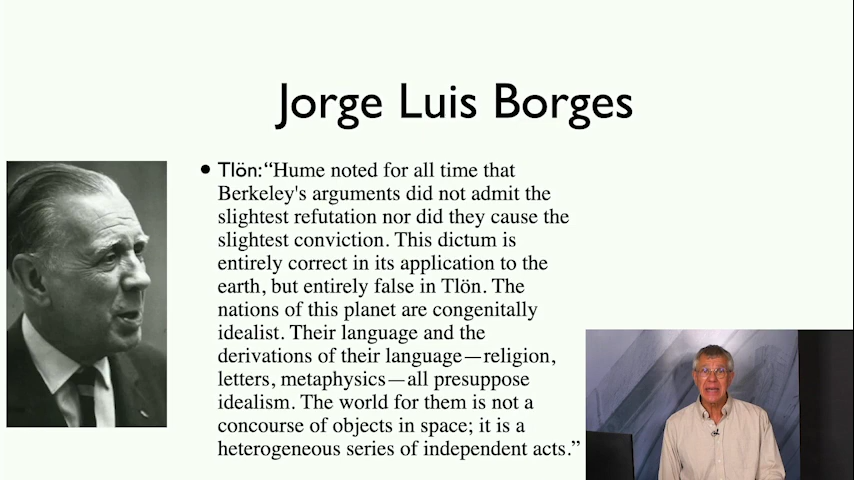 Jorge Luis Borges
• Tlön:“Hume noted for all time that
Berkeley's arguments did not admit the
slightest refutation nor did they cause the
slightest conviction. This dictum is
entirely correct in its application to the
earth, but entirely false in Tlön. The
nations of this planet are congenitally
idealist. Their language and the
derivations of their language—religion,
letters, metaphysics—all presuppose
idealism. The world for them is not a
concourse of objects in space; it is a
heterogeneous series of independent acts.”